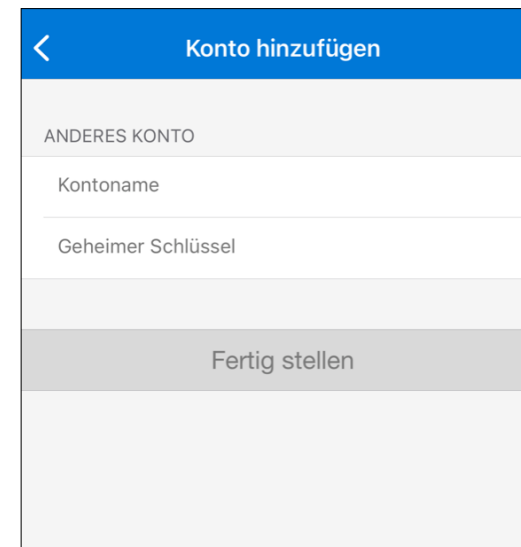 Konto hinzufügen
ANDERES KONTO
Kontoname
Geheimer Schlüssel
Fertig stellen